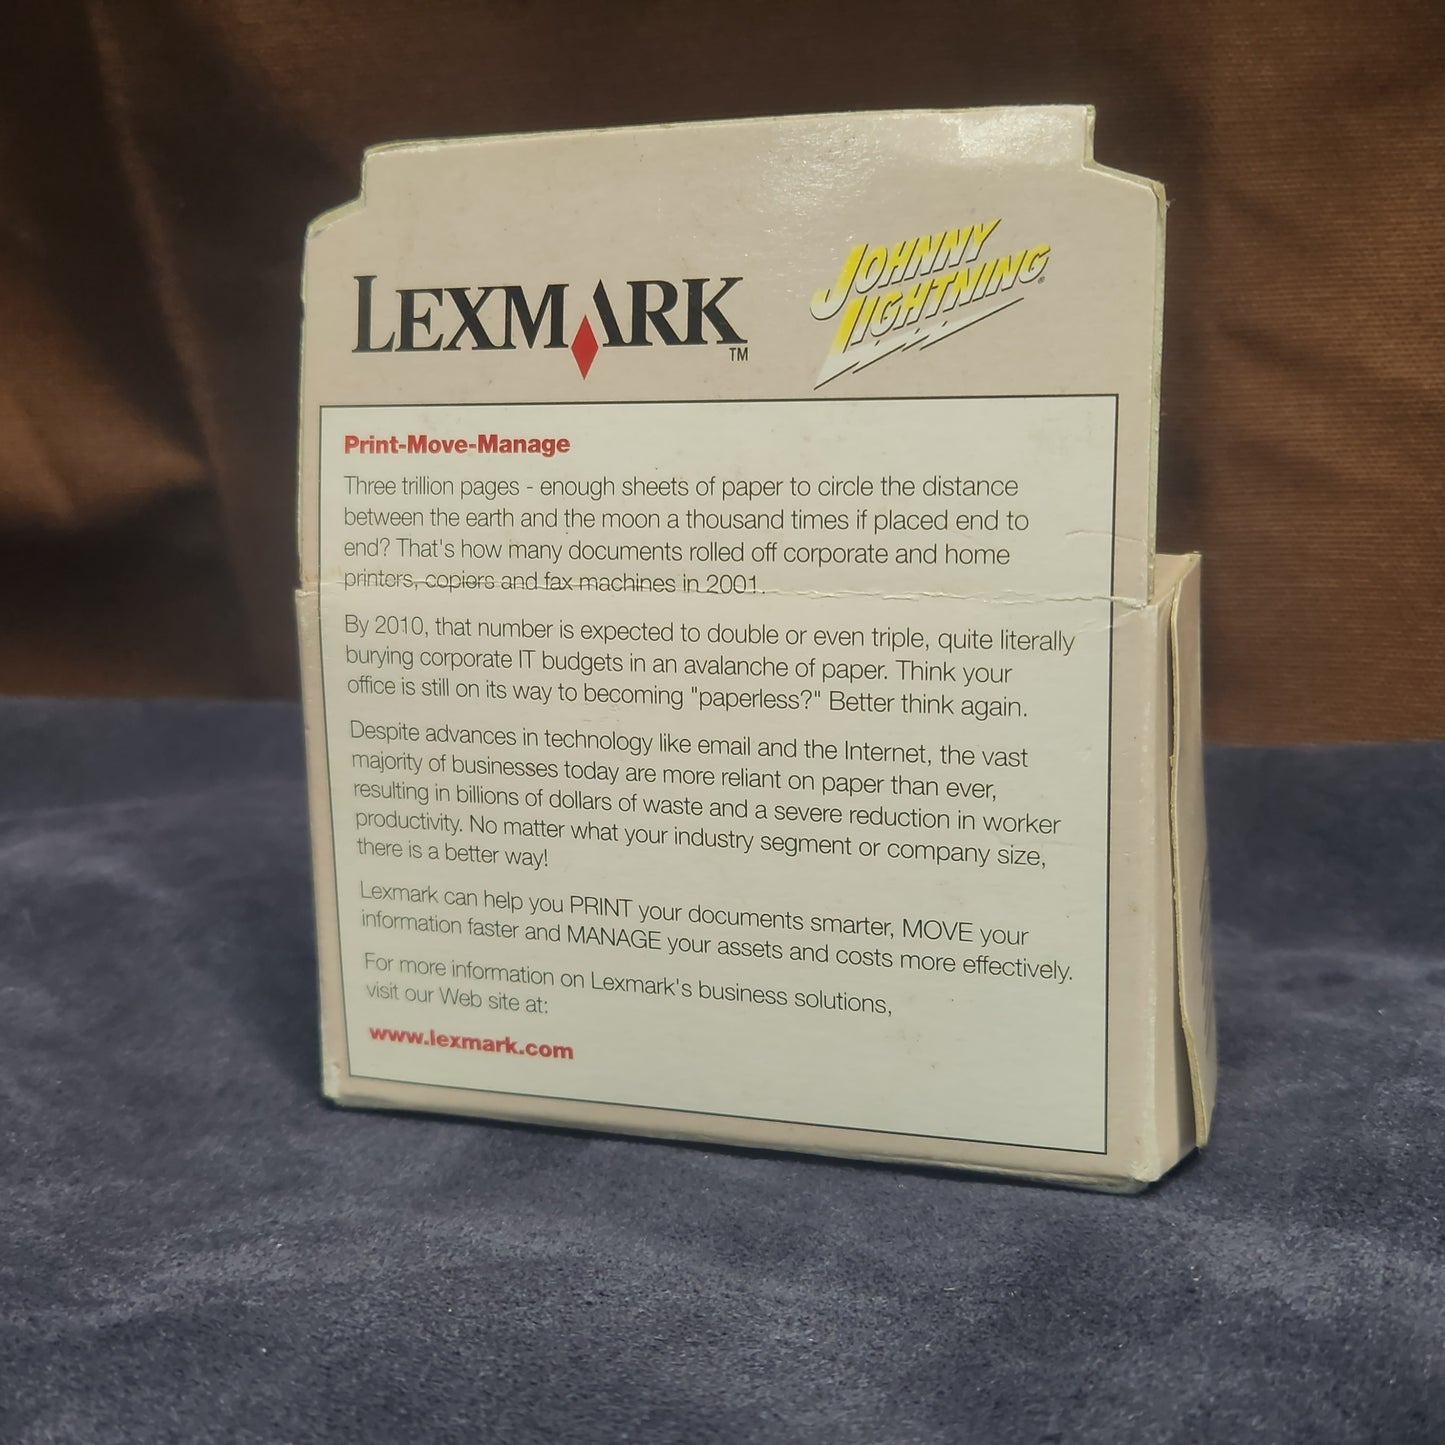 LEXMARK™
JOHNNY
LIGHTNING®
Print-Move-Manage
Three trillion pages - enough sheets of paper to circle the distance
between the earth and the moon a thousand times if placed end to
end? That's how many documents rolled off corporate and home
printers, copiers and fax machines in 2001.
By 2010, that number is expected to double or even triple, quite literally
burying corporate IT budgets in an avalanche of paper. Think your
office is still on its way to becoming "paperless?" Better think again.
Despite advances in technology like email and the Internet, the vast
majority of businesses today are more reliant on paper than ever,
resulting in billions of dollars of waste and a severe reduction in worker
productivity. No matter what your industry segment or company size,
there is a better way!
Lexmark can help you PRINT your documents smarter, MOVE your
information faster and MANAGE your assets and costs more effectively.
For more information on Lexmark's business solutions,
visit our Web site at:
www.lexmark.com